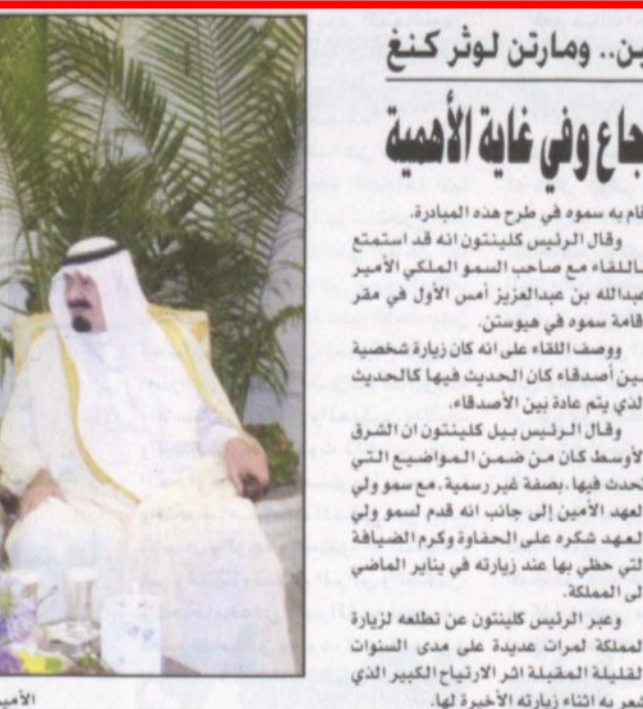 ين.. ومارتن لوثر كنغ
جاع وفي غاية الأهمية
قام به سموه في طرح هذه المبادرة.
وقال الرئيس كلينتون انه قد استمتع
باللقاء مع صاحب السمو الملكي الأمير
عبدالله بن عبدالعزيز أمس الأول في مقر
اقامة سموه في هيوستن.
ووصف اللقاء على انه كان زيارة شخصية
بين أصدقاء كان الحديث فيها كالحديث
الذي يتم عادة بين الأصدقاء.
وقال الرئيس بيل كلينتون ان الشرق
الأوسط كان من ضمن المواضيع التي
تحدث فيها، بصفة غير رسمية، مع سمو ولي
العهد الأمين إلى جانب انه قدم لسمو ولي
العهد شكره على الحفاوة وكرم الضيافة
التي حظي بها عند زيارته في يناير الماضي
الى المملكة.
وعبر الرئيس كلينتون عن تطلعه لزيارة
المملكة لمرات عديدة على مدى السنوات
القليلة المقبلة اثر الارتياح الكبير الذي
شعر به اثناء زيارته الأخيرة لها.
الأمير